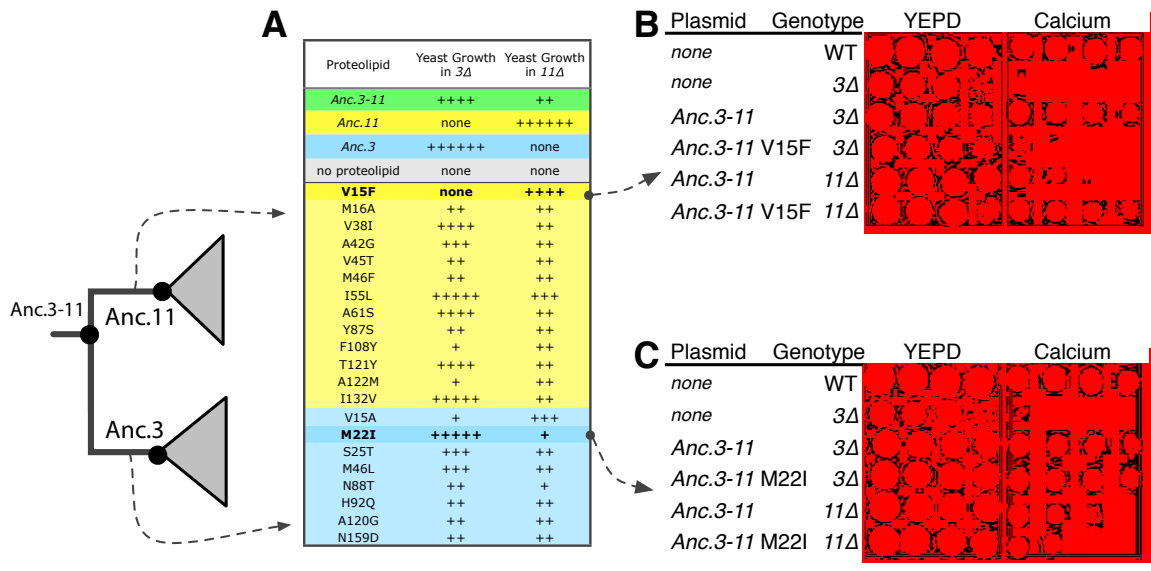 A
Proteolipid Yeast Growth in 3Δ Yeast Growth in 11Δ
Anc.3-11 ++++ ++
Anc.11 none ++++++
Anc.3 ++++++ none
no proteolipid none none
V15F none ++++
M16A ++ ++
V38I ++++ ++
A42G +++ ++
V45T ++ ++
M46F ++ ++
I55L +++++ +++
A61S ++++ ++
Y87S ++ ++
F108Y + ++
T121Y ++++ ++
A122M + ++
I132V +++++ ++
V15A + +++
M22I +++++ +
S25T +++ ++
M46L +++ ++
N88T ++ +
H92Q ++ ++
A120G ++ ++
N159D ++ ++
Anc.3-11
Anc.11
Anc.3
B
Plasmid Genotype YEPD Calcium
none WT
none 3Δ
Anc.3-11 3Δ
Anc.3-11 V15F 3Δ
Anc.3-11 11Δ
Anc.3-11 V15F 11Δ
C
Plasmid Genotype YEPD Calcium
none WT
none 3Δ
Anc.3-11 3Δ
Anc.3-11 M22I 3Δ
Anc.3-11 11Δ
Anc.3-11 M22I 11Δ